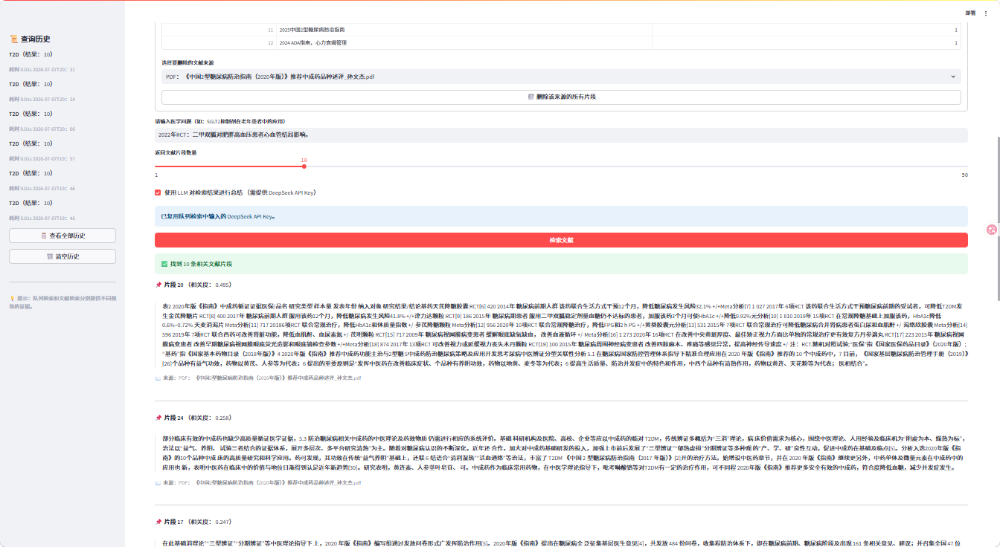 部署
查询历史
T2D（结果：10）
耗时 0.01s 2026-07-07T20：31
T2D（结果：10）
耗时 0.01s 2026-07-07T20：24
T2D（结果：10）
耗时 0.01s 2026-07-07T20：06
T2D（结果：10）
耗时 0.01s 2026-07-07T19：57
T2D（结果：10）
耗时 0.01s 2026-07-07T19：46
T2D（结果：10）
耗时 0.01s 2026-07-07T19：45
查看全部历史
清空历史
提示：队列检索和文献检索分别提供不同视
角的证据。
11 2025中国2型糖尿病防治指南 1
12 2024 ADA指南，心力衰竭管理 1
选择要删除的文献来源
PDF：《中国2型糖尿病防治指南（2020年版）》推荐中成药品种述评_孙文杰.pdf
删除该来源的所有片段
请输入医学问题（如：SGLT2抑制剂在老年患者中的应用）
2022年RCT：二甲双胍对肥胖高血压患者心血管结局影响。
返回文献片段数量
10
1 50
使用 LLM 对检索结果进行总结 （需提供 DeepSeek API Key）
已复用队列检索中输入的 DeepSeek API Key。
检索文献
找到 10 条相关文献片段
片段 20 （相关度：0.495）
表2 2020年版《指南》中成药循证证据医保/品名 研究类型 样本量 发表年份 纳入对象 研究结果/结论基药天芪降糖胶囊 RCT[6] 420 2014年 糖尿病前期人群 该药联合生活方式干预12个月，降低糖尿病发生风险32.1% +/+Meta分析[7] 1 027 2017年 6项RCT 该药联合生活方式干预糖尿病前期的受试者，可降低T2DM发
生金芪降糖片 RCT[8] 400 2017年 糖尿病前期人群 服用该药12个月，降低糖尿病发生风险41.8% +/+津力达颗粒 RCT[9] 186 2015年 糖尿病期患者 服用二甲双胍稳定剂量血糖仍不达标的患者，加服该药3个月可使HbA1c +/+降低0.92%元分析[10] 1 810 2019年 15项RCT 在常规降糖基础上加服该药，HbA1c降低
0.6%~0.72% 天麦消渴片 Meta分析[11] 717 20186项RCT 联合常规治疗，降低HbA1c和体质量指数 +/- 参芪降糖颗粒 Meta分析[12] 956 2020年 10项RCT 联合常规降糖治疗，降低FPG和2 h PG +/+黄葵胶囊元分析[13] 531 2015年 7项RCT 联合常规治疗可降低糖尿病合并肾病患者蛋白尿和血肌酐 +/- 渴络欣胶囊 Meta分析[14]
596 2019年 7项RCT 联合西药可改善肾脏功能，降低血肌酐、血尿素氮 +/- 芪明颗粒 RCT[15] 717 2009年 糖尿病视网膜病变患者 缓解眼底缺氧缺血，改善血液循环 +/- Meta分析[16] 1 273 2020年 16项RCT 在改善中央黄斑厚度、最佳矫正视力方面比单独的常规治疗更有效复方丹参滴丸 RCT[17] 223 2015年 糖尿病视网
膜病变患者 改善早期糖尿病视网膜眼底荧光造影和眼底镜检查参数 +/+Meta分析[18] 874 2017年 13项RCT 可改善视力或延缓视力丧失木丹颗粒 RCT[19] 100 2015年 糖尿病周围神经病变患者 改善四肢麻木、疼痛等感觉异常，提高神经传导速度 +/- 注：RCT.随机对照试验;“医保”指《国家医保药品目录》（2020年版）;
“基药”指《国家基本药物目录（2018年版）》4 2020年版《指南》推荐中成药功能主治与2型糖 5中成药防治糖尿病策略及应用开发思考尿病中医辨证分型关联性分析 5.1 在糖尿病国家防控管理体系指导下精准合理应用在 2020 年版《指南》推荐的 10 个中成药中，7 日前，《国家基层糖尿病防治管理手册（2019）》
[26]个品种有益气功效，药物以黄芪、人参等为代表；6 提出的重要原则是“发挥中医药在改善临床症状、个品种有养阴功效，药物以地黄、麦冬等为代表；6 提高生活质量、防治并发症中的特色和作用，中西个品种有清热作用，药物以黄连、天花粉等为代表； 医相结合”。
来源：PDF：《中国2型糖尿病防治指南（2020年版）》推荐中成药品种述评_孙文杰.pdf
片段 24 （相关度：0.258）
部分临床有效的中成药也缺少高质量循证医学证据，5.3 防治糖尿病相关中成药的中医理论及药效物质 仍需进行相应的系统评价。基础科研机构及医院、高校、企业等应以中成药的临对 T2DM，传统辨证多概括为“三消”理论，病 床价值需求为核心，围绕中医理论、人用经验及临床机为“阴虚为本、燥热为标”，
治法以“益气、养阴、 试验三者结合的证据体系，展开多层次、多平台研究清热”为主。随着对糖尿病认识的不断深化，近年还 合作，加大对中成药基础研发的投入，加强上市前后发展了“三型辨证”“郁热虚损”分期辨证等多种观 的“产、学、研”良性互动，促进中成药在基础及临点[5]。分析入选2020年版《指
南》的10个品种中成 床的高质量研究和科学应用。药可发现，其功效在传统“益气养阴”基础上，还联 6 结语合“清利湿热”“活血通络”等治法，丰富了 T2DM 《中国 2 型糖尿病防治指南（2017 年版）》[2]开的治疗方法。 始增设中医药章节，并在 2020 年版《指南》继续更另外，中药单体及微量元素在中成药中的
应用也 新，表明中医药在临床中的价值与地位日渐得到认是近年新趋势[30]。研究表明，黄连素、人参茎叶皂苷、 可。中成药作为临床常用药物，在中医学理论指导下，吡考啉酸铬等对T2DM有一定的治疗作用，可不同程 2020年版《指南》推荐更多安全有效的中成药，符合度降低血糖，减少并发症发生。
来源：PDF：《中国2型糖尿病防治指南（2020年版）》推荐中成药品种述评_孙文杰.pdf
片段 17 （相关度：0.247）
在此基础消理论“三型辨证”“分期辨证”等中医理论指导下 上，2020 年版《指南》编写组通过发放问卷形式广发挥防治作用[5]。2020年版《指南》提出在糖尿病全 泛征集基层医生意见[4]，共发放 484 份问卷，收集程防治体系下，即在糖尿病前期、糖尿病阶段及出现 161 条相关意见、建议；并召集全国 47 位